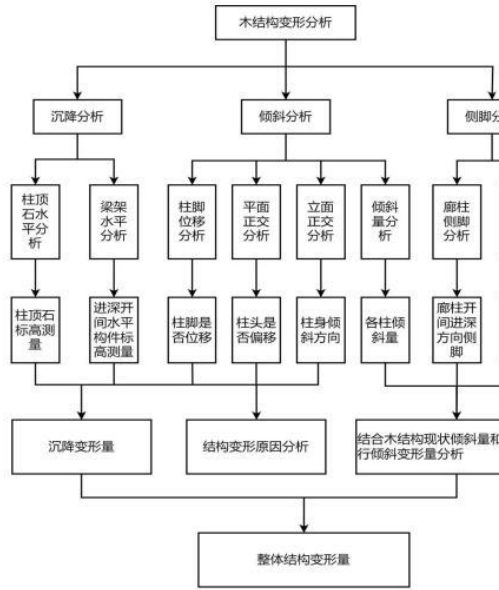 木结构变形分析
沉降分析
倾斜分析
侧脚分
柱顶
石水
平分
析
梁架
水平
分析
柱脚
位移
分析
平面
正交
分析
立面
正交
分析
倾斜
量分
析
廊柱
侧脚
分析
柱顶石
标高测
量
进深开
间水平
构件标
高测量
柱脚是
否位移
柱头是
否偏移
柱身倾
斜方向
各柱倾
斜量
廊柱开
间进深
方向侧
脚
沉降变形量
结构变形原因分析
结合木结构现状倾斜量和
行倾斜变形量分析
整体结构变形量